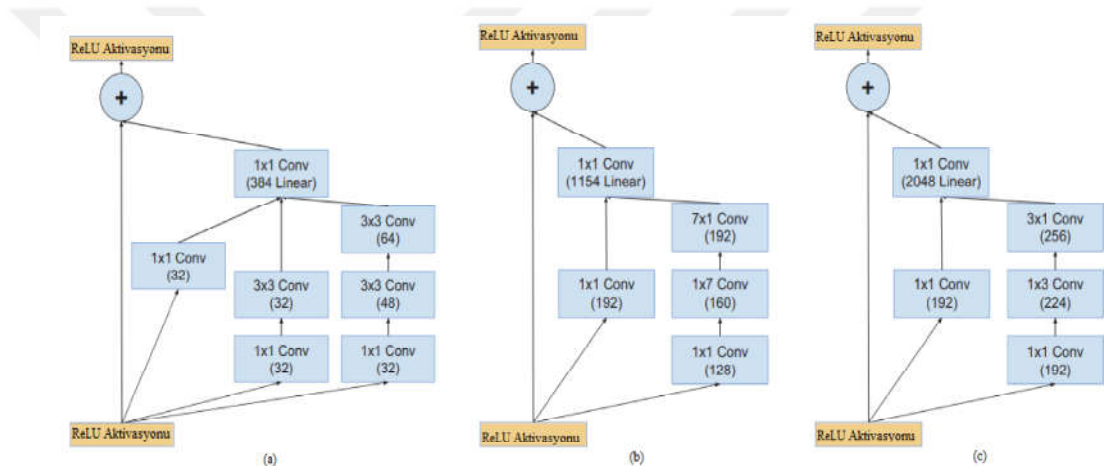 ReLU Aktivasyonu
+
1x1 Conv
(384 Linear)
3x3 Conv
(64)
1x1 Conv
(32)
3x3 Conv
(32)
3x3 Conv
(48)
1x1 Conv
(32)
1x1 Conv
(32)
ReLU Aktivasyonu
(a)
ReLU Aktivasyonu
+
1x1 Conv
(1154 Linear)
7x1 Conv
(192)
1x1 Conv
(192)
1x7 Conv
(160)
1x1 Conv
(128)
ReLU Aktivasyonu
(b)
ReLU Aktivasyonu
+
1x1 Conv
(2048 Linear)
3x1 Conv
(256)
1x1 Conv
(192)
1x3 Conv
(224)
1x1 Conv
(192)
ReLU Aktivasyonu
(c)